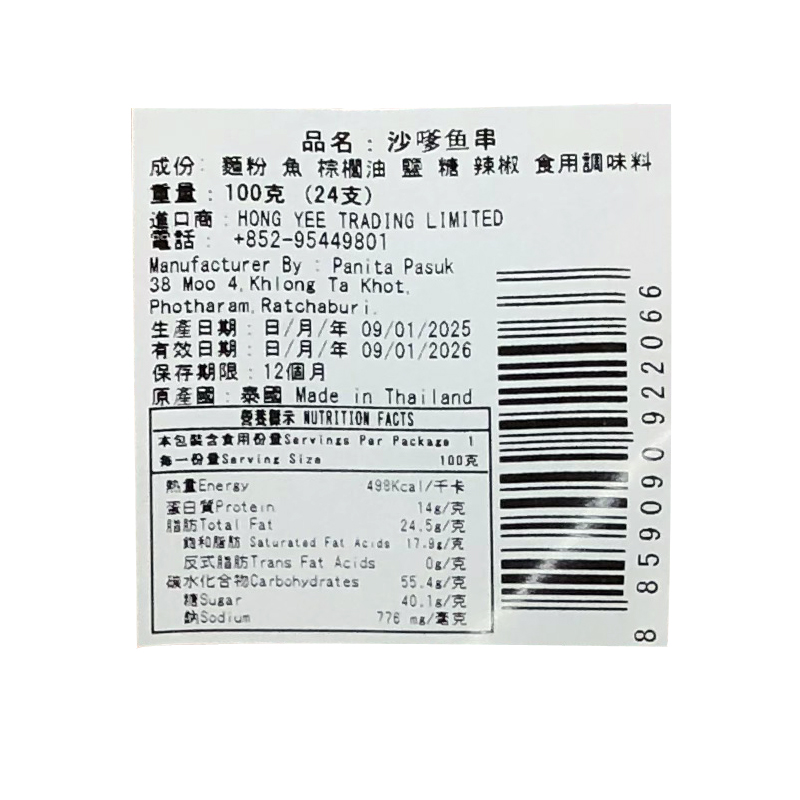 品名：沙嗲鱼串
成份：麵粉 魚 棕櫚油 鹽 糖 辣椒 食用調味料
重量：100克（24支）
進口商：HONG YEE TRADING LIMITED
電話：+852-95449801
Manufacturer By : Panita Pasuk
38 Moo 4,Khlong Ta Khot,
Photharam,Ratchaburi.
生產日期：日/月/年 09/01/2025
有效日期：日/月/年 09/01/2026
保存期限：12個月
原產國：泰國 Made in Thailand
營養標示 NUTRITION FACTS
本包裝含食用份量Servings Per Package 1
每一份量Serving Size 100克
熱量Energy 498Kcal/千卡
蛋白質Protein 14g/克
脂肪Total Fat 24.5g/克
飽和脂肪 Saturated Fat Acids 17.9g/克
反式脂肪Trans Fat Acids 0g/克
碳水化合物Carbohydrates 55.4g/克
糖Sugar 40.1g/克
鈉Sodium 776 mg/毫克
8 859090 922066